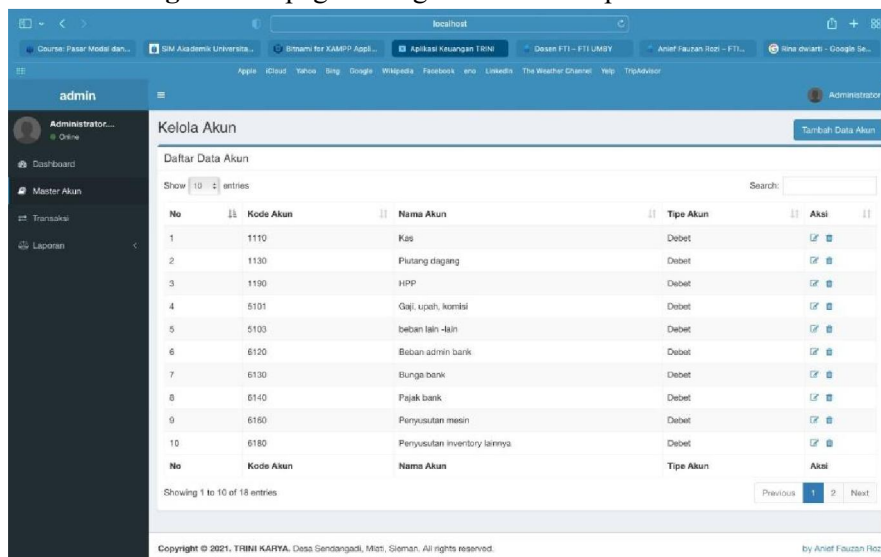 localhost
Course: Pasar Modal dan... SIM Akademik Universita... Bitnami for XAMPP Appli... Aplikasi Keuangan TRINI Dosen FTI – FTI UMBY Anief Fauzan Rozi – FTI... Rina dwiarti - Google Se...
Apple iCloud Yahoo Bing Google Wikipedia Facebook eno LinkedIn The Weather Channel Yelp TripAdvisor
admin Administrator
Administrator....
Online
Dashboard
Master Akun
Transaksi
Laporan
Kelola Akun Tambah Data Akun
Daftar Data Akun
Show 10 entries Search:
No Kode Akun Nama Akun Tipe Akun Aksi
1 1110 Kas Debet
2 1130 Piutang dagang Debet
3 1190 HPP Debet
4 5101 Gaji, upah, komisi Debet
5 5103 beban lain -lain Debet
6 6120 Beban admin bank Debet
7 6130 Bunga bank Debet
8 6140 Pajak bank Debet
9 6160 Penyusutan mesin Debet
10 6180 Penyusutan inventory lainnya Debet
No Kode Akun Nama Akun Tipe Akun Aksi
Showing 1 to 10 of 18 entries Previous 1 2 Next
Copyright © 2021. TRINI KARYA. Desa Sendangadi, Mlati, Sleman. All rights reserved. by Anief Fauzan Roz